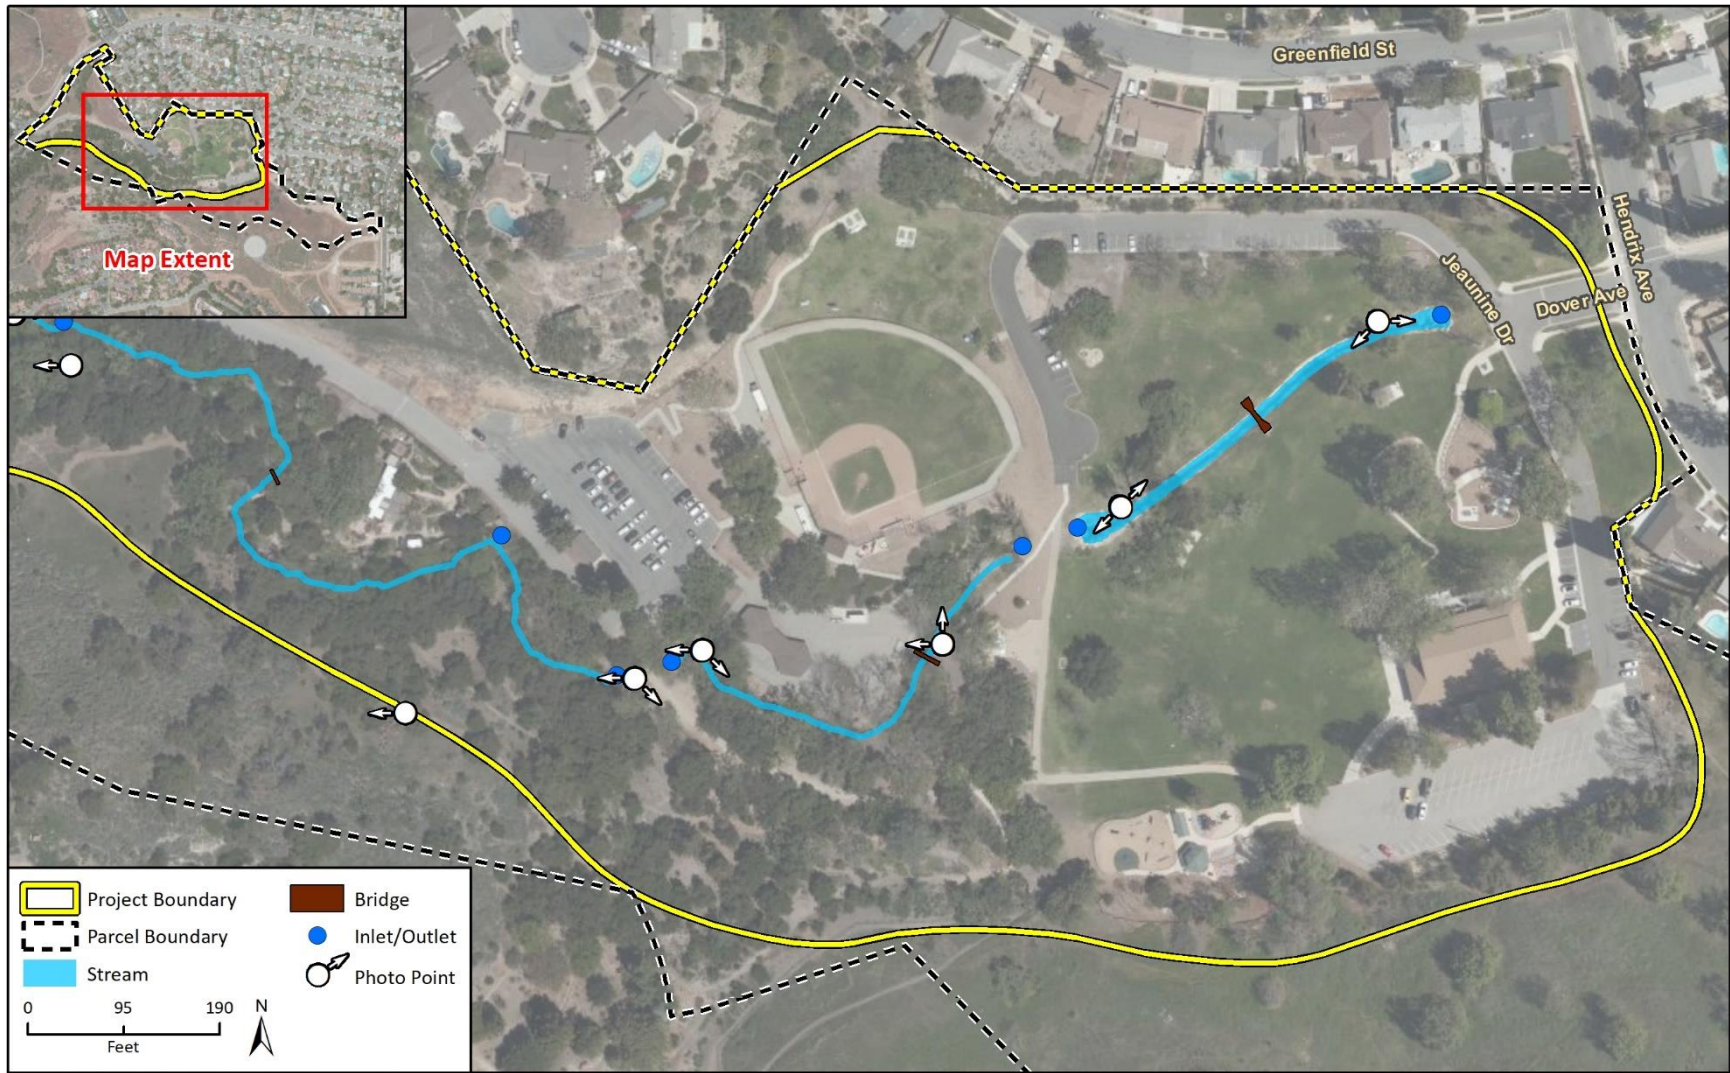 Map Extent
Greenfield St
Hendrix Ave
Jeaunine Dr
Dover Ave
Project Boundary
Parcel Boundary
Stream
Bridge
Inlet/Outlet
Photo Point
0 95 190
Feet
N